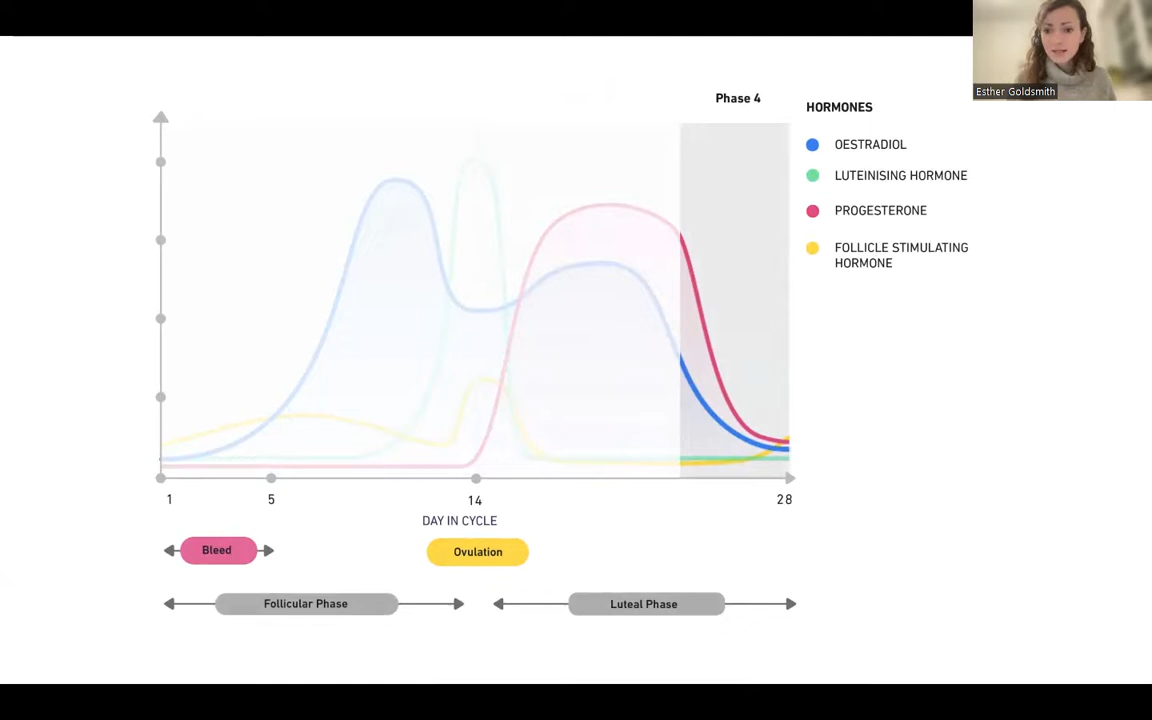 Esther Goldsmith
Phase 4
HORMONES
OESTRADIOL
LUTEINISING HORMONE
PROGESTERONE
FOLLICLE STIMULATING
HORMONE
1 5 14 28
DAY IN CYCLE
Bleed Ovulation
Follicular Phase Luteal Phase